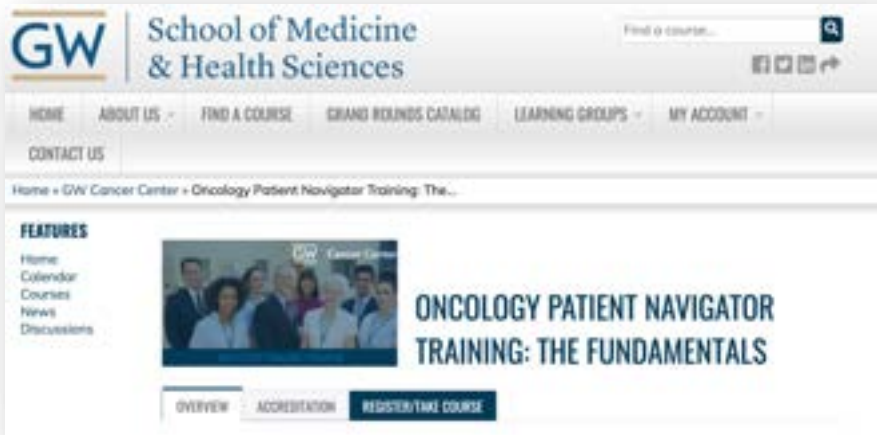 GW
School of Medicine
& Health Sciences
Find a course...
HOME ABOUT US FIND A COURSE GRAND ROUNDS CATALOG LEARNING GROUPS MY ACCOUNT
CONTACT US
Home » GW Cancer Center » Oncology Patient Navigator Training: The...
FEATURES
Home
Calendar
Courses
News
Discussions
GW Cancer Center
ONCOLOGY PATIENT NAVIGATOR
TRAINING: THE FUNDAMENTALS
OVERVIEW ACCREDITATION REGISTER/TAKE COURSE